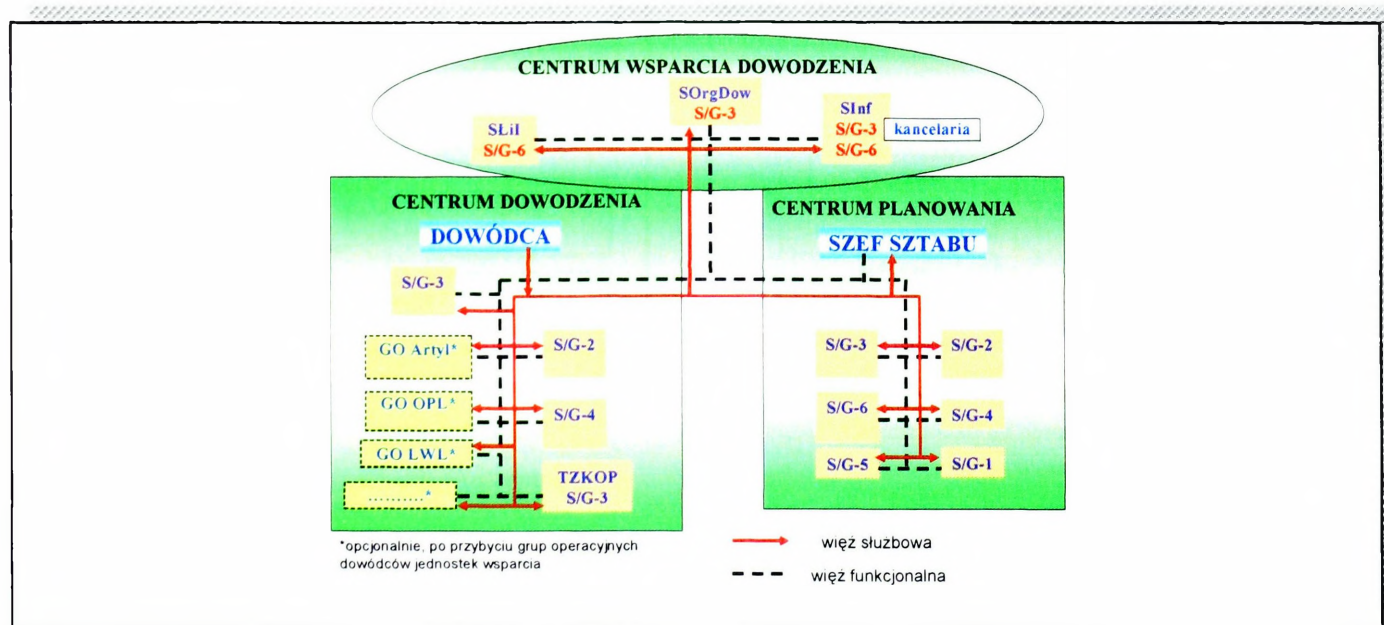 CENTRUM WSPARCIA DOWODZENIA
SOrgDow
S/G-3
SŁiI
S/G-6
SInf
S/G-3
S/G-6
kancelaria
CENTRUM DOWODZENIA
DOWÓDCA
S/G-3
GO Artyl*
S/G-2
GO OPL*
S/G-4
GO LWL*
..........*
TZKOP
S/G-3
CENTRUM PLANOWANIA
SZEF SZTABU
S/G-3
S/G-2
S/G-6
S/G-4
S/G-5
S/G-1
*opcjonalnie, po przybyciu grup operacyjnych
dowódców jednostek wsparcia
więź służbowa
więź funkcjonalna